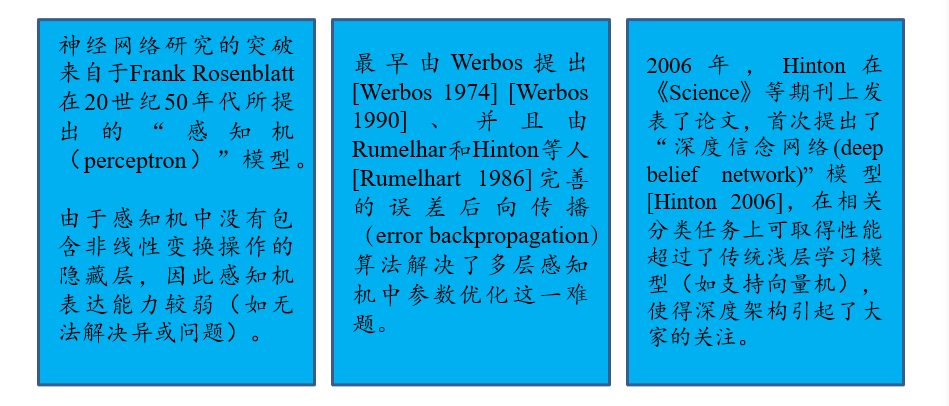 神经网络研究的突破
来自于Frank Rosenblatt
在20世纪50年代所提
出的“感知机
（perceptron）”模型。
由于感知机中没有包
含非线性变换操作的
隐藏层，因此感知机
表达能力较弱（如无
法解决异或问题）。
最早由Werbos提出
[Werbos 1974] [Werbos
1990]、并且由
Rumelhar和Hinton等人
[Rumelhart 1986]完善
的误差后向传播
（error backpropagation）
算法解决了多层感知
机中参数优化这一难
题。
2006年，Hinton在
《Science》等期刊上发
表了论文，首次提出了
“深度信念网络(deep
belief network)”模型
[Hinton 2006]，在相关
分类任务上可取得性能
超过了传统浅层学习模
型（如支持向量机），
使得深度架构引起了大
家的关注。